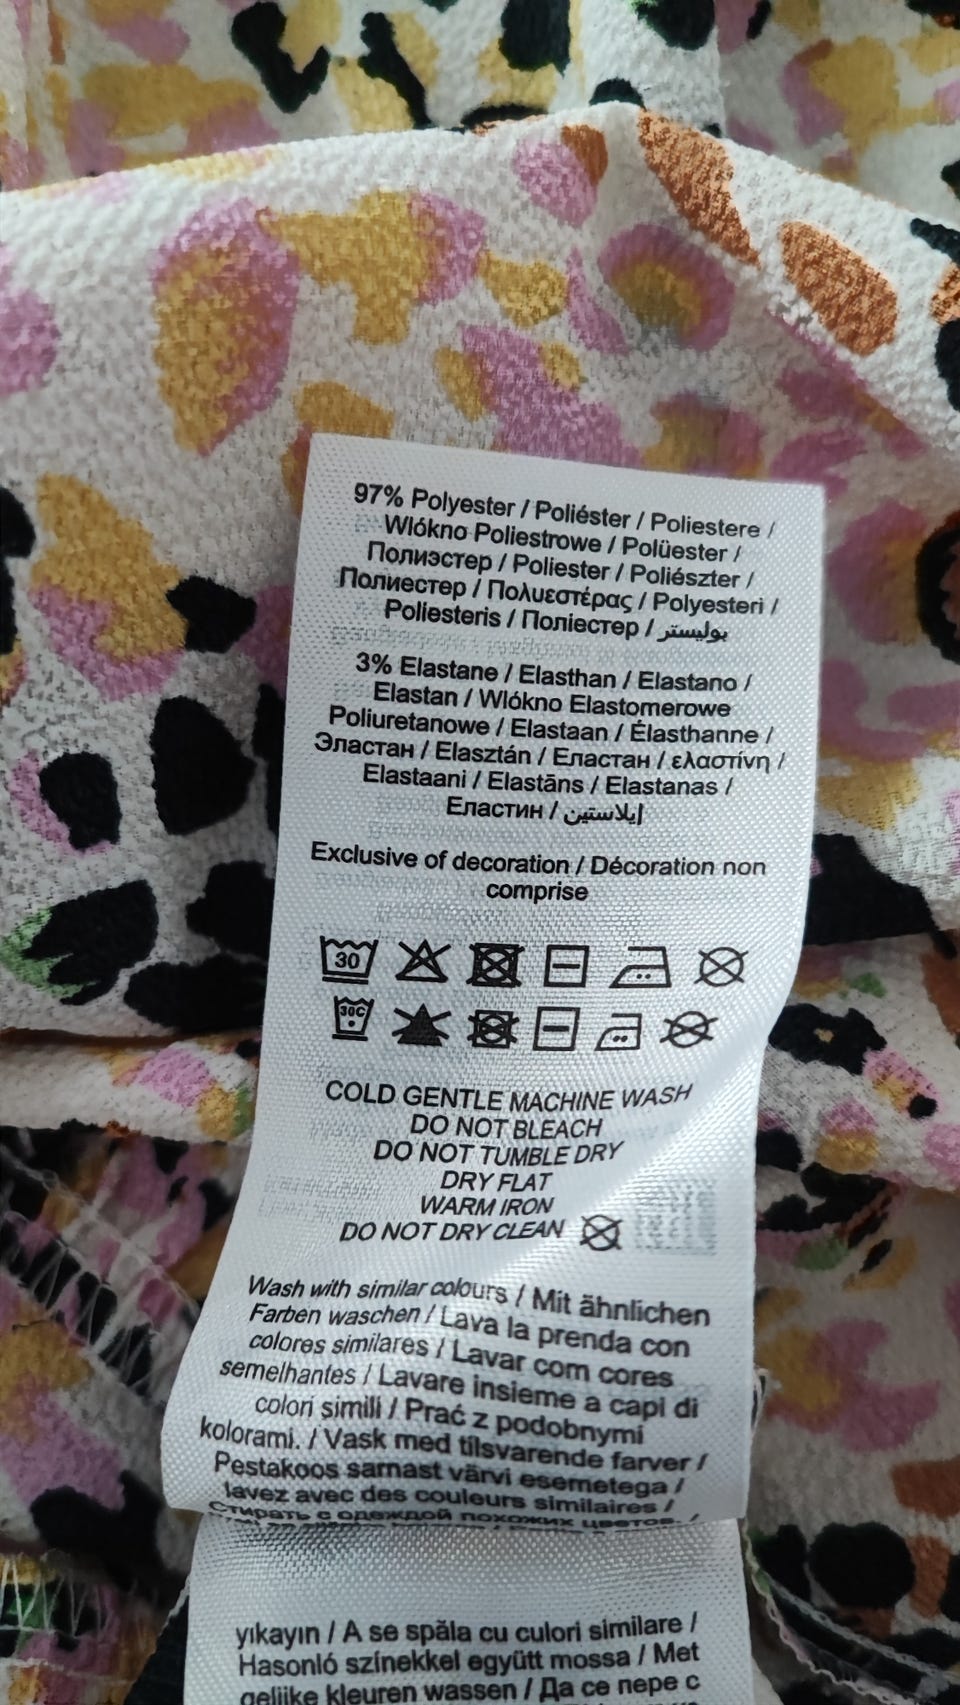 97% Polyester / Poliéster / Poliestere /
Wlókno Poliestrowe / Polüester /
Полиэстер / Poliester / Poliészter /
Полиестер / Πολυεστέρας / Polyesteri /
Poliesteris / Поліестер / بوليستر
3% Elastane / Elasthan / Elastano /
Elastan / Wlókno Elastomerowe
Poliuretanowe / Elastaan / Élasthanne /
Эластан / Elasztán / Еластан / ελαστίνη /
Elastaani / Elastāns / Elastanas /
Еластин / إيلاستين
Exclusive of decoration / Décoration non
comprise
30
30C
COLD GENTLE MACHINE WASH
DO NOT BLEACH
DO NOT TUMBLE DRY
DRY FLAT
WARM IRON
DO NOT DRY CLEAN
Wash with similar colours / Mit ähnlichen
Farben waschen / Lava la prenda con
colores similares / Lavar com cores
semelhantes / Lavare insieme a capi di
colori simili / Prać z podobnymi
kolorami. / Vask med tilsvarende farver /
Pestakoos sarnast värvi esemetega /
lavez avec des couleurs similaires /
Стирать с одеждой похожих цветов. /
yıkayın / A se spăla cu culori similare /
Hasonló színekkel együtt mossa / Met
gelijke kleuren wassen / Да се пере с